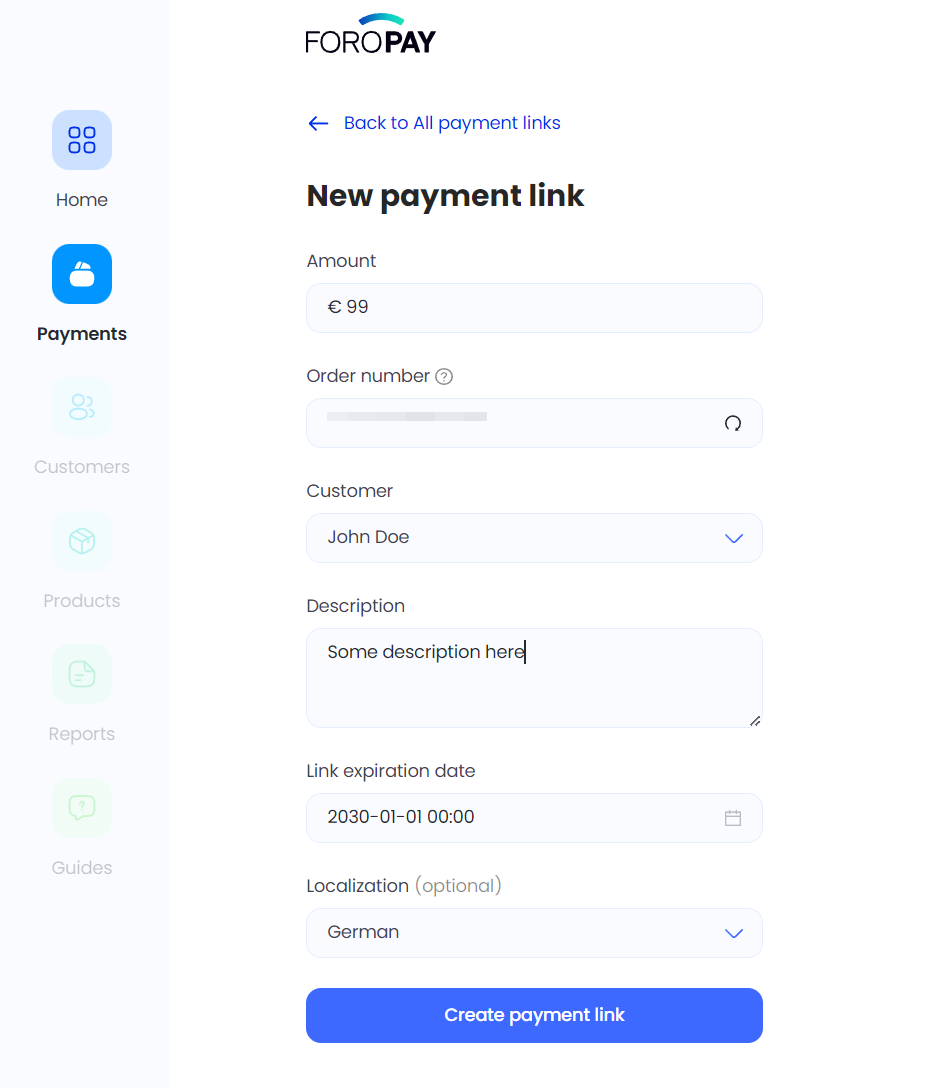 FOROPAY
Back to All payment links
New payment link
Amount
€ 99
Order number
Customer
John Doe
Description
Some description here
Link expiration date
2030-01-01 00:00
Localization (optional)
German
Create payment link
Home
Payments
Customers
Products
Reports
Guides